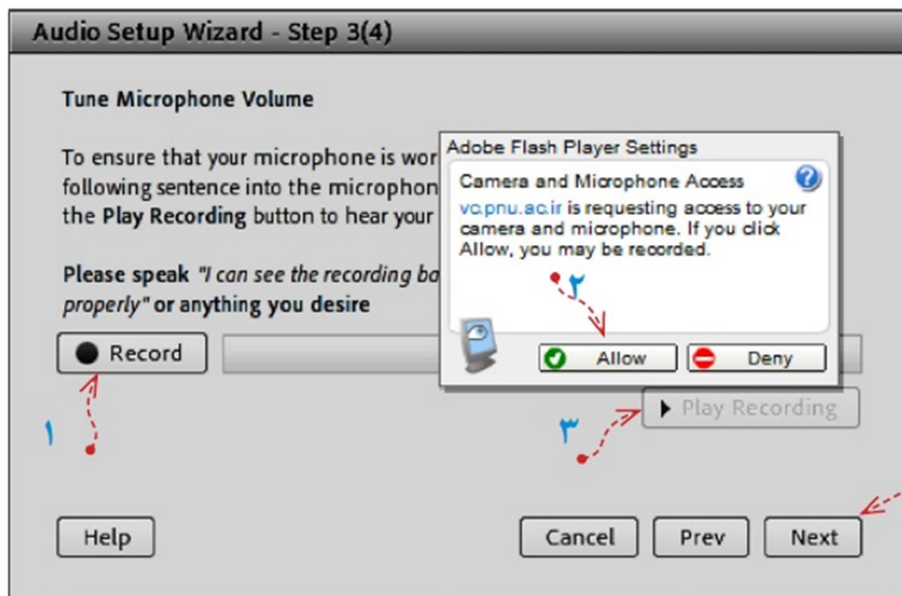 Audio Setup Wizard - Step 3(4)
Tune Microphone Volume
To ensure that your microphone is wor
following sentence into the microphon
the Play Recording button to hear your
Please speak "I can see the recording ba
properly" or anything you desire
Adobe Flash Player Settings
Camera and Microphone Access
vc.pnu.ac.ir is requesting access to your
camera and microphone. If you click
Allow, you may be recorded.
۲
Allow
Deny
Record
Play Recording
۱
۳
Help
Cancel
Prev
Next